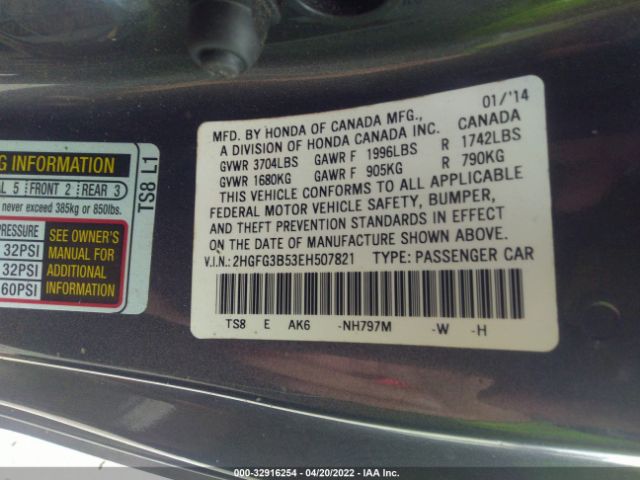 01/'14
MFD. BY HONDA OF CANADA MFG.,
A DIVISION OF HONDA CANADA INC. CANADA
GVWR 3704LBS GAWR F 1996LBS R 1742LBS
GVWR 1680KG GAWR F 905KG R 790KG
THIS VEHICLE CONFORMS TO ALL APPLICABLE
FEDERAL MOTOR VEHICLE SAFETY, BUMPER,
AND THEFT PREVENTION STANDARDS IN EFFECT
ON THE DATE OF MANUFACTURE SHOWN ABOVE.
V.I.N.: 2HGFG3B53EH507821 TYPE: PASSENGER CAR
TS8 E AK6 -NH797M -W -H
INFORMATION
5 FRONT 2 REAR 3
never exceed 385kg or 850lbs.
PRESSURE
32PSI
32PSI
60PSI
SEE OWNER'S
MANUAL FOR
ADDITIONAL
INFORMATION
TS8 L1
000-32916254 - 04/20/2022 - IAA Inc.